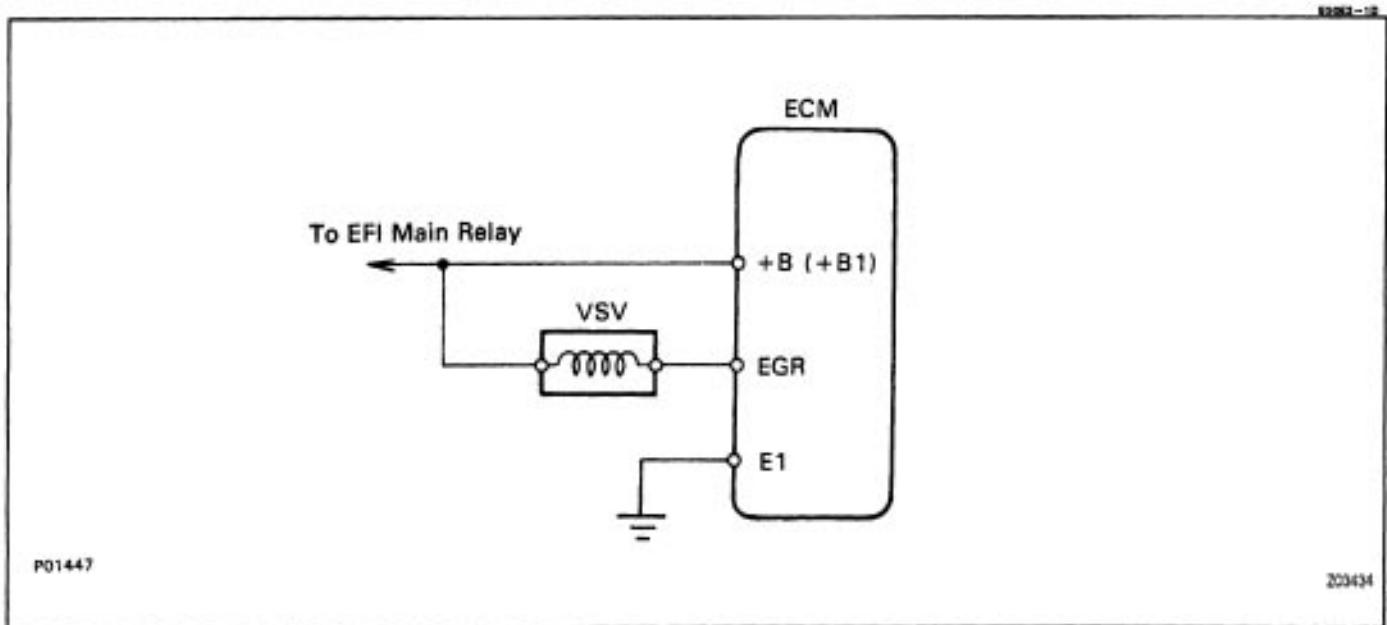 ECM
To EFI Main Relay
+B (+B1)
VSV
EGR
E1
P01447
Z03434